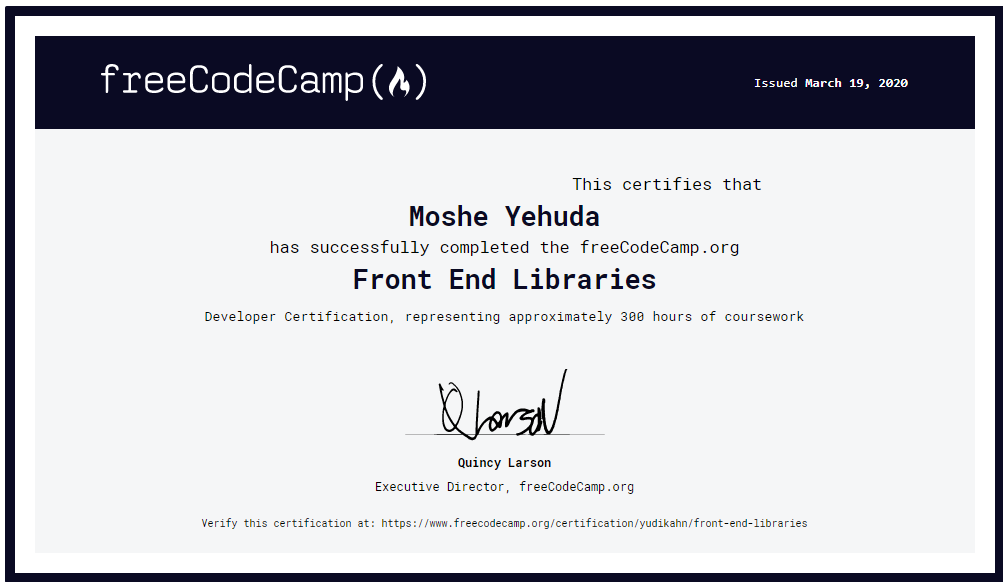 freeCodeCamp
Issued March 19, 2020
This certifies that
Moshe Yehuda
has successfully completed the freeCodeCamp.org
Front End Libraries
Developer Certification, representing approximately 300 hours of coursework
Q Larson
Quincy Larson
Executive Director, freeCodeCamp.org
Verify this certification at: https://www.freecodecamp.org/certification/yudikahn/front-end-libraries